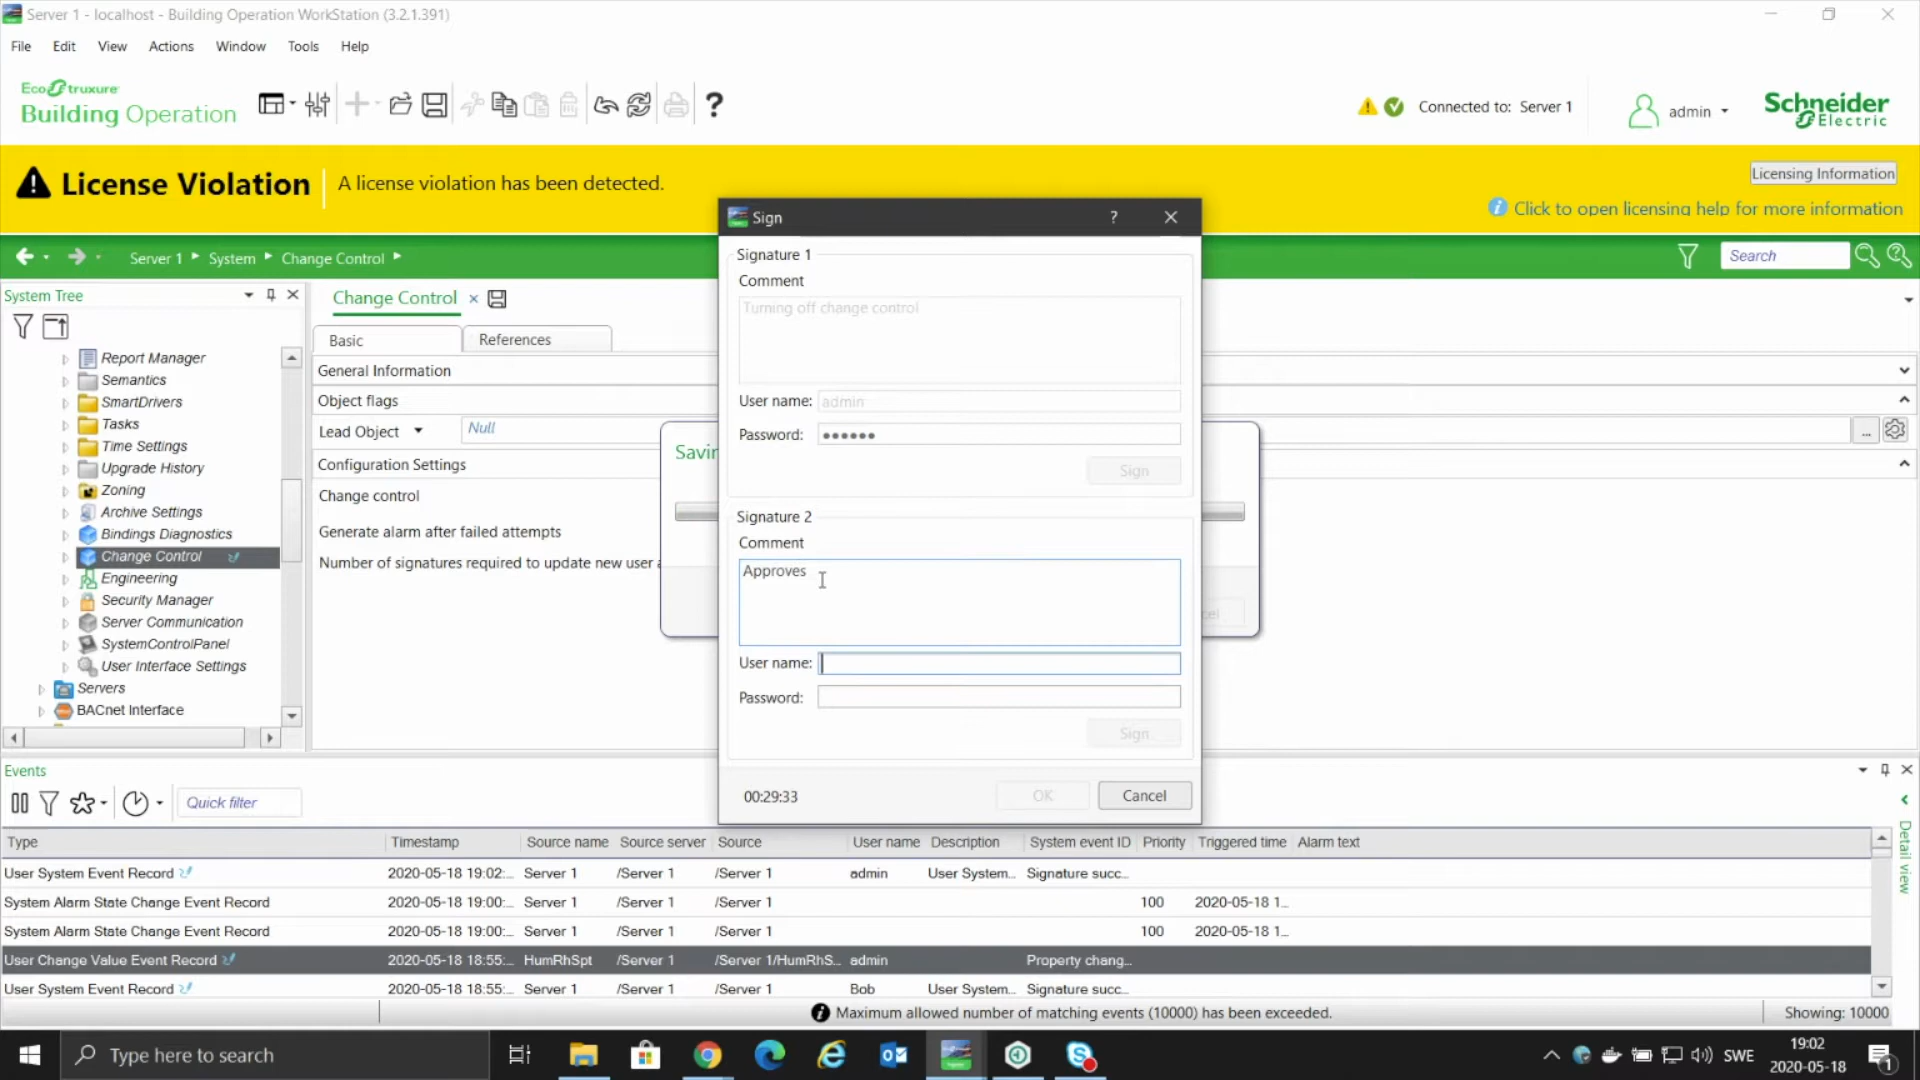 Server 1 - localhost - Building Operation WorkStation (3.2.1.391)
File Edit View Actions Window Tools Help
EcoStruxure
Building Operation
Connected to: Server 1
admin
Schneider
Electric
License Violation
A license violation has been detected.
Licensing Information
Click to open licensing help for more information
Server 1 System Change Control
Search
System Tree
Report Manager
Semantics
SmartDrivers
Tasks
Time Settings
Upgrade History
Zoning
Archive Settings
Bindings Diagnostics
Change Control
Engineering
Security Manager
Server Communication
SystemControlPanel
User Interface Settings
Servers
BACnet Interface
Change Control
Basic References
General Information
Object flags
Lead Object Null
...
Configuration Settings
Change control
Generate alarm after failed attempts
Number of signatures required to update new user a
Savin
cel
Sign ?
Signature 1
Comment
Turning off change control
User name: admin
Password: ••••••
Sign
Signature 2
Comment
Approves
User name:
Password:
Sign
00:29:33 OK Cancel
Events
Quick filter
Detail view
Type Timestamp Source name Source server Source User name Description System event ID Priority Triggered time Alarm text
User System Event Record 2020-05-18 19:02:... Server 1 /Server 1 /Server 1 admin User System... Signature succ...
System Alarm State Change Event Record 2020-05-18 19:00:... Server 1 /Server 1 /Server 1 100 2020-05-18 1...
System Alarm State Change Event Record 2020-05-18 19:00:... Server 1 /Server 1 /Server 1 100 2020-05-18 1...
User Change Value Event Record 2020-05-18 18:55:... HumRhSpt /Server 1 /Server 1/HumRhS... admin Property chang...
User System Event Record 2020-05-18 18:55:... Server 1 /Server 1 /Server 1 Bob User System... Signature succ...
Maximum allowed number of matching events (10000) has been exceeded.
Showing: 10000
Type here to search
SWE
19:02
2020-05-18
1